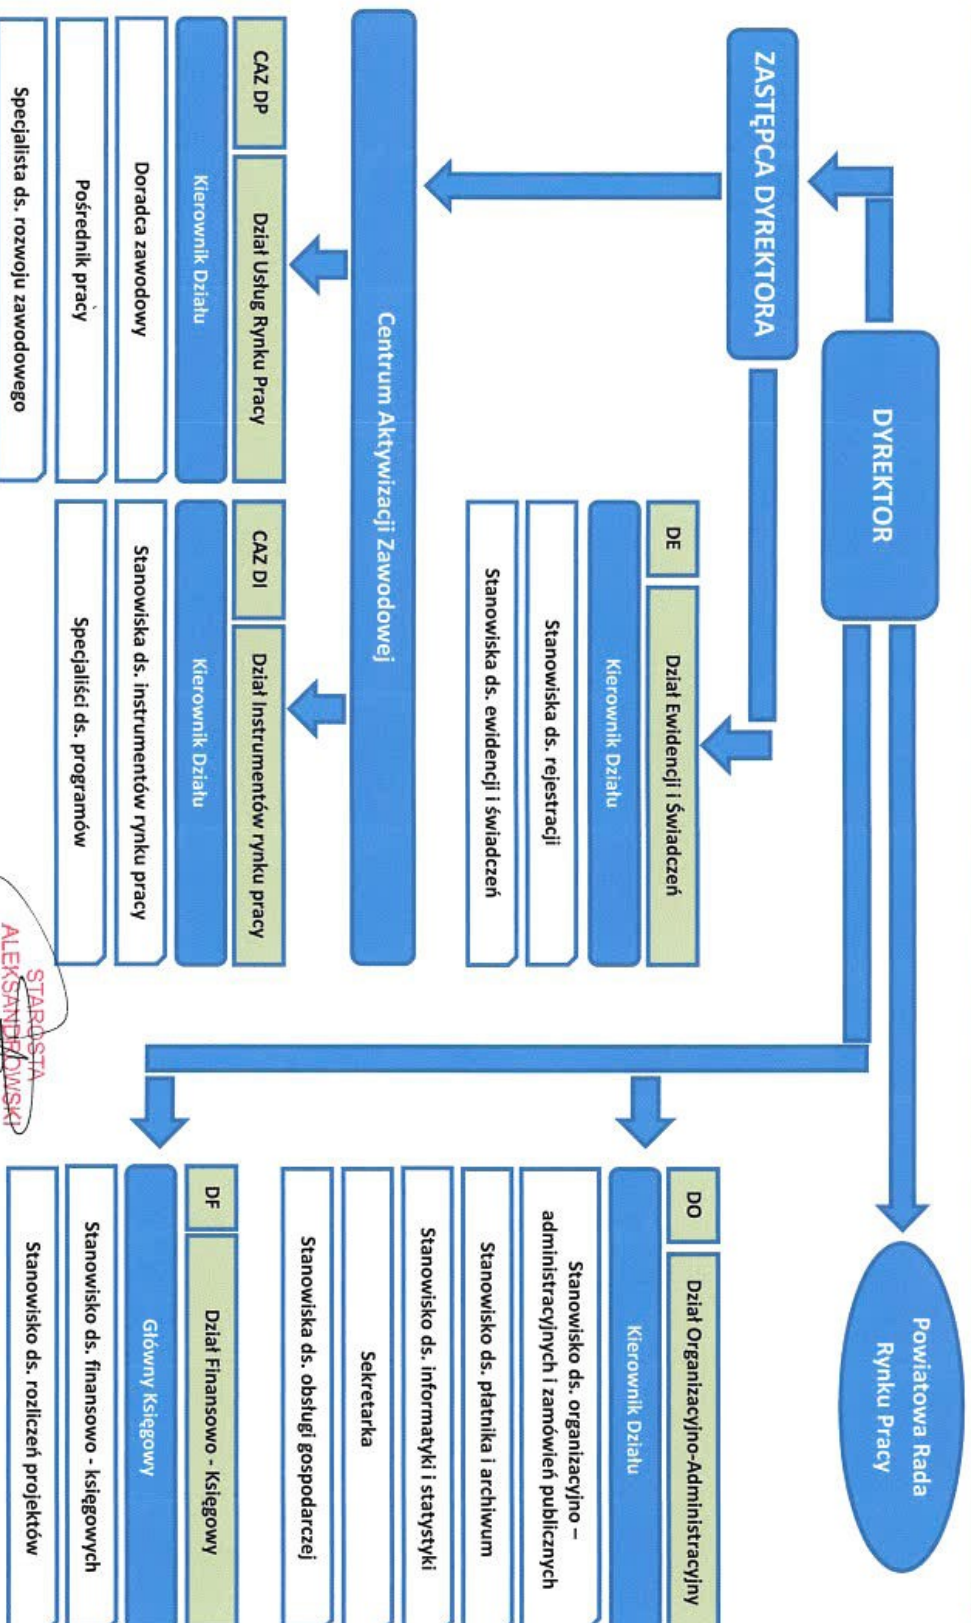 DYREKTOR
ZASTĘPCA DYREKTORA
Powiatowa Rada
Rynku Pracy
DE
Dział Ewidencji i Świadczeń
Kierownik Działu
Stanowiska ds. rejestracji
Stanowiska ds. ewidencji i świadczeń
Centrum Aktywizacji Zawodowej
CAZ DP
Dział Usług Rynku Pracy
Kierownik Działu
Doradca zawodowy
Pośrednik pracy
Specjalista ds. rozwoju zawodowego
CAZ DI
Dział Instrumentów rynku pracy
Kierownik Działu
Stanowiska ds. instrumentów rynku pracy
Specjaliści ds. programów
DO
Dział Organizacyjno-Administracyjny
Kierownik Działu
Stanowisko ds. organizacyjno –
administracyjnych i zamówień publicznych
Stanowisko ds. płatnika i archiwum
Stanowisko ds. informatyki i statystyki
Sekretarka
Stanowiska ds. obsługi gospodarczej
DF
Dział Finansowo - Księgowy
Główny Księgowy
Stanowisko ds. finansowo - księgowych
Stanowisko ds. rozliczeń projektów
STAROSTA
ALEKSANDROWSKI